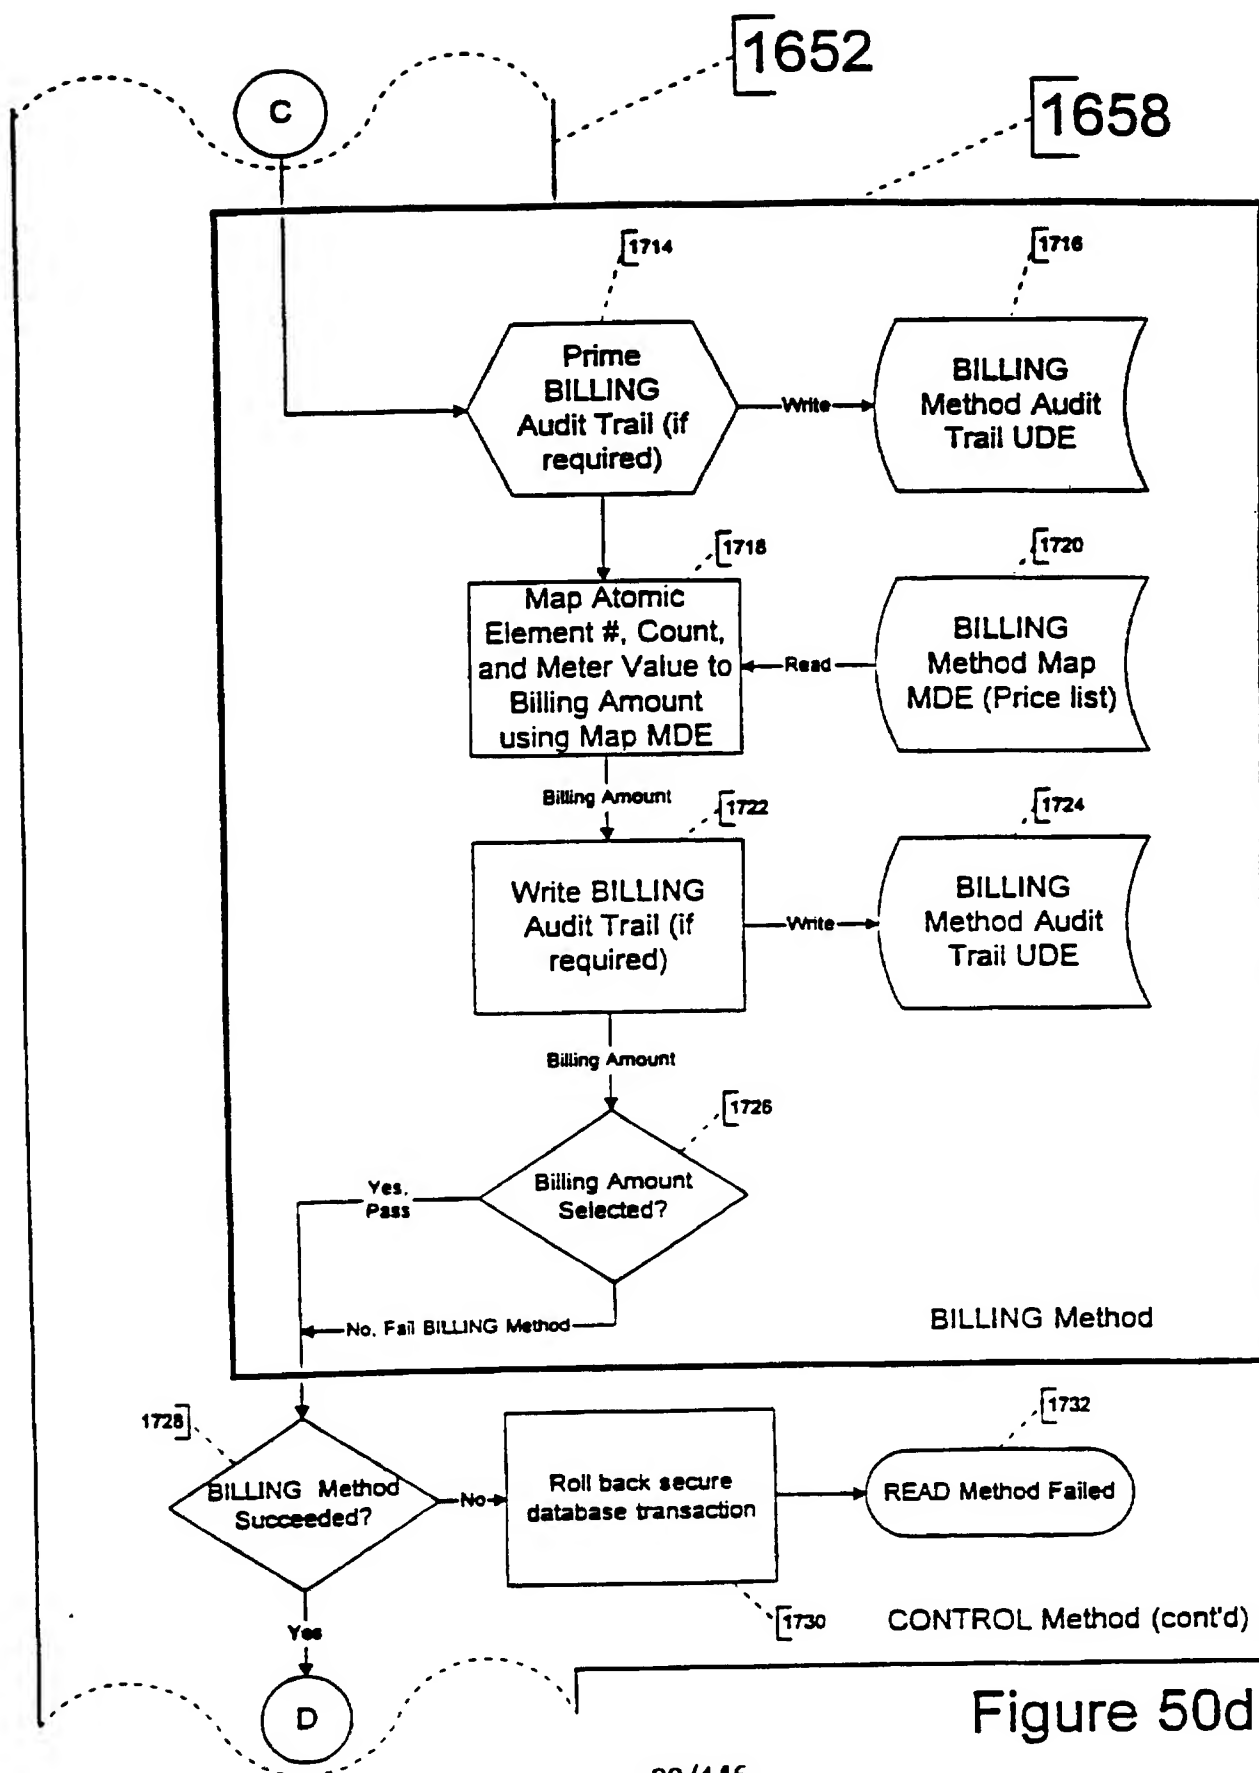 1652
1658
C
1714
1716
Prime
BILLING
Audit Trail (if
required)
Write
BILLING
Method Audit
Trail UDE
1718
1720
Map Atomic
Element #, Count,
and Meter Value to
Billing Amount
using Map MDE
Read
BILLING
Method Map
MDE (Price list)
Billing Amount
1722
1724
Write BILLING
Audit Trail (if
required)
Write
BILLING
Method Audit
Trail UDE
Billing Amount
1726
Yes,
Pass
Billing Amount
Selected?
No, Fail BILLING Method
BILLING Method
1728
1732
BILLING Method
Succeeded?
No
Roll back secure
database transaction
READ Method Failed
1730
CONTROL Method (cont'd)
Yes
D
Figure 50d